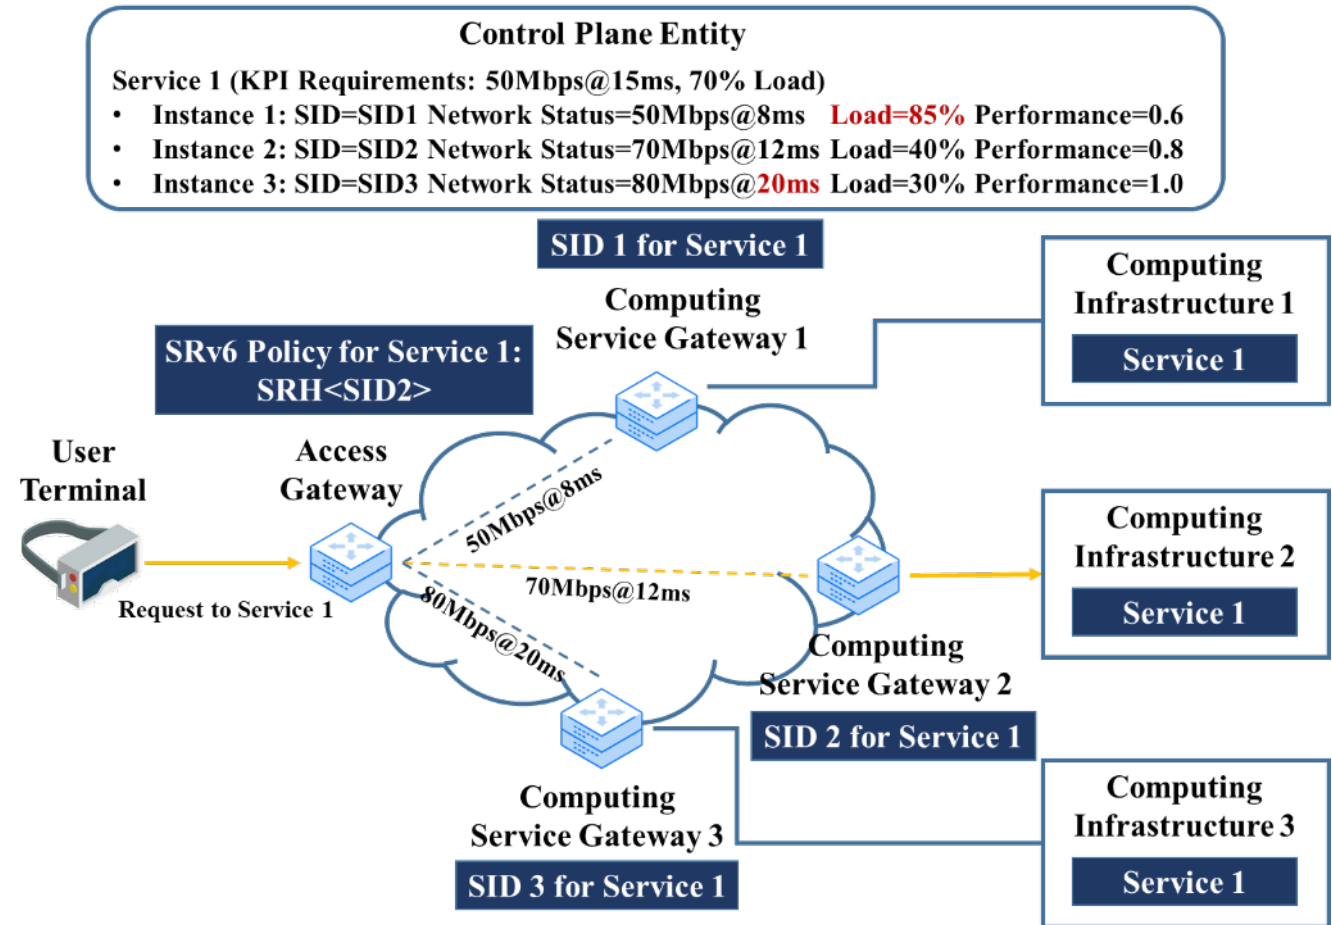 Control Plane Entity
Service 1 (KPI Requirements: 50Mbps@15ms, 70% Load)
• Instance 1: SID=SID1 Network Status=50Mbps@8ms Load=85% Performance=0.6
• Instance 2: SID=SID2 Network Status=70Mbps@12ms Load=40% Performance=0.8
• Instance 3: SID=SID3 Network Status=80Mbps@20ms Load=30% Performance=1.0
SID 1 for Service 1
Computing
Service Gateway 1
Computing
Infrastructure 1
Service 1
SRv6 Policy for Service 1:
SRH<SID2>
User
Terminal
Access
Gateway
Request to Service 1
50Mbps@8ms
70Mbps@12ms
80Mbps@20ms
Computing
Infrastructure 2
Service 1
Computing
Service Gateway 2
SID 2 for Service 1
Computing
Service Gateway 3
SID 3 for Service 1
Computing
Infrastructure 3
Service 1